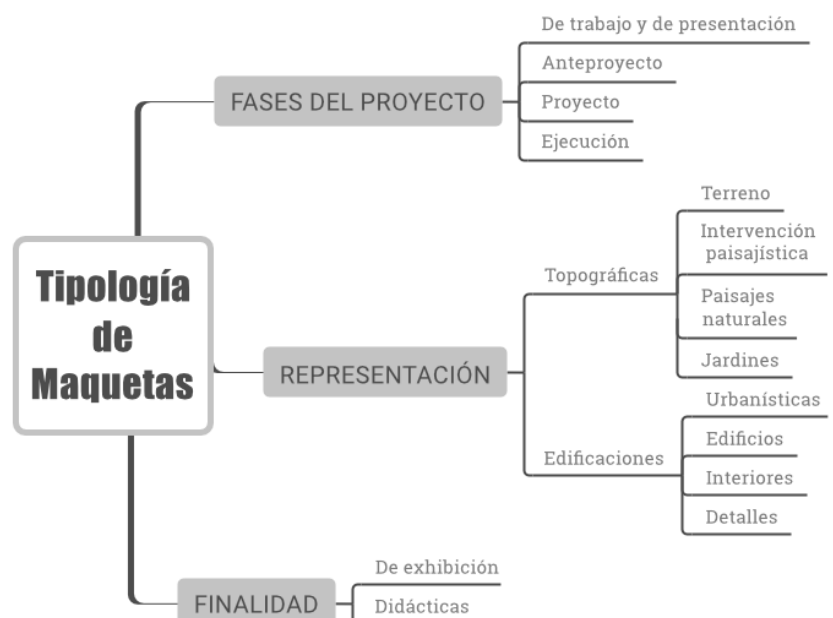 Tipología
de
Maquetas
FASES DEL PROYECTO
De trabajo y de presentación
Anteproyecto
Proyecto
Ejecución
REPRESENTACIÓN
Topográficas
Terreno
Intervención
paisajística
Paisajes
naturales
Jardines
Edificaciones
Urbanísticas
Edificios
Interiores
Detalles
FINALIDAD
De exhibición
Didácticas